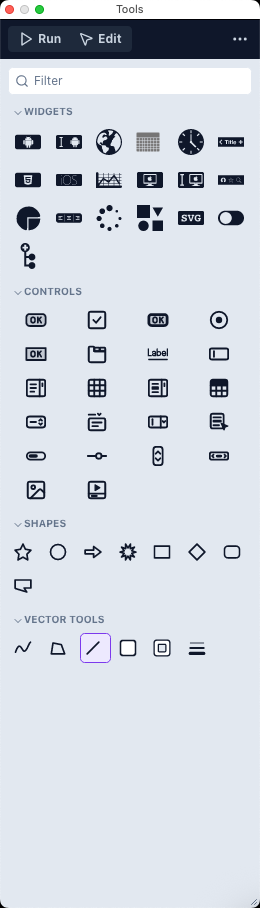 Tools
Run Edit
Filter
WIDGETS
Title
iOS
SVG
CONTROLS
OK OK
OK
Label
SHAPES
VECTOR TOOLS